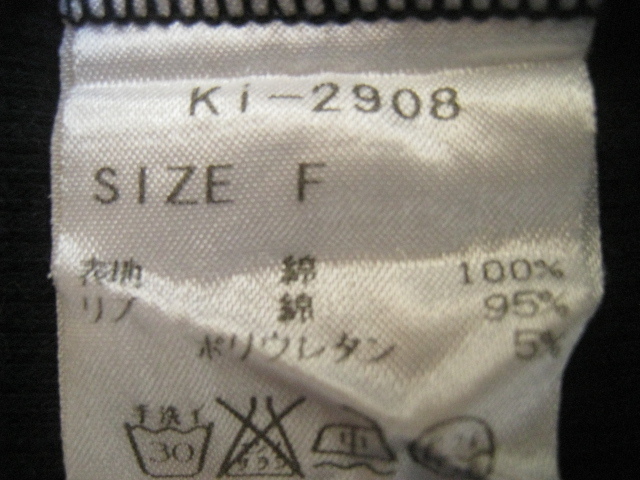 Ki-2908
SIZE F
表地 綿 100%
リブ 綿 95%
ポリウレタン 5%
手洗イ
30
中